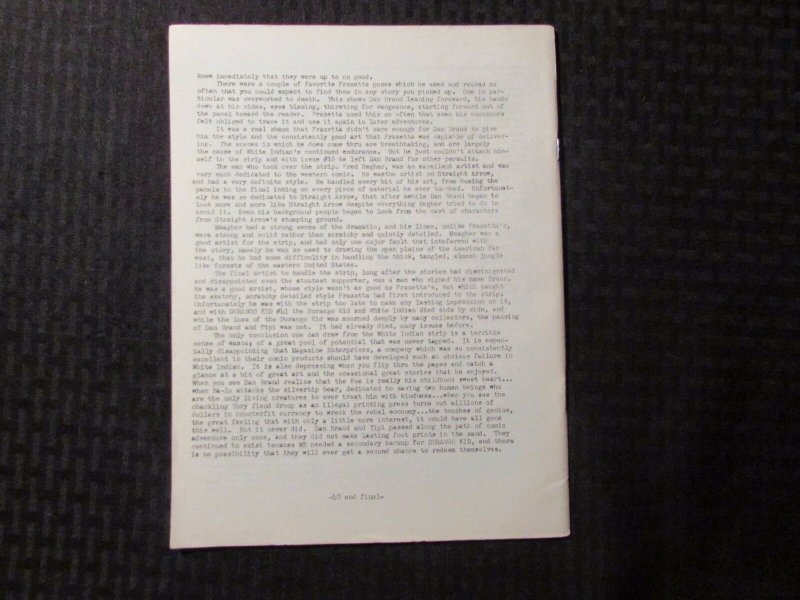 knew immediately that they were up to no good.
There were a couple of favorite Frazetta poses which he used and reused so
often that you could expect to find them in any story you picked up. One in par-
ticular was overworked to death. This shows Dan Brand leaning foreward, his hands
down at his sides, eyes blazing, thirsting for vengeance, starting forward out of
the panel toward the reader. Frazetta used this so often that even his successors
felt obliged to trace it and use it again in later adventures.
It was a real shame that Frazetta didn't care enough for Dan Brand to give
him the style and the consistently good art that Frazetta was capable of deliver-
ing. The scenes in which he does come thru are breathtaking, and are largely
the cause of White Indian's continued endurance. But he just couldn't attach him-
self to the strip and with issue #16 he left Dan Brand for other persuits.
The man who took over the strip, Fred Megher, was an excellent artist and was
very much dedicated to the western comic. He was the artist on Straight Arrow,
and had a very definite style. He handled every bit of his art, from boxing the
panels to the final inking on every piece of material he ever turned. Unfortunat-
ely he was so dedicated to Straight Arrow, that after awhile Dan Brand began to
look more and more like Straight Arrow despite everything Megher tried to do to
avoid it. Even his background people began to look from the cast of characters
from Straight Arrow's stomping ground.
Meagher had a strong sense of the dramatic, and his lines, unlike Frazetta's,
were strong and solid rather than scratchy and quietly detailed. Meagher was a
good artist for the strip, and had only one major fault that inteferred with
the story, namely he was so used to drawing the open plains of the American far
west, that he had some difficulty in handling the thick, tangled, almost jungle
like forests of the eastern United States.
The final artist to handle the strip, long after the stories had disintigrated
and disappointed even the stoutest supporter, was a man who signed his name
He was a good artist, whose style wasn't as good as Frazetta's, but which caught
the sketchy, scratchy detailed style Frazetta had first introduced to the strip.
Unfortunately he was with the strip too late to make any lasting impression on it,
and with DURANGO KID #41 the Durango Kid and White Indian died side by side, and
while the loss of the Durango Kid was mourned deeply by many collectors, the passing
of Dan Brand and Tipi was not. It had already died, many issues before.
The only conclusion one can draw from the White Indian strip is a terrible
sense of waste; of a great pool of potential that was never tapped. It is espec-
ially disappointing that Magazine Enterprises, a company which was so consistently
excellent in their comic products should have developed such an obvious failure in
White Indian. It is also depressing when you flip thru the pages and catch a
glance at a bit of great art and the occasional great stories that he enjoyed.
When you see Dan Brand realize that the Fox is really his childhood sweet heart...
when attacks the silvertip bear, dedicated to saving two human beings who
are the only living creatures to ever treat him with kindness...when you see the
chackling Tory fiend droop as an illegal printing press turns out millions of
dollars in counterfit currency to wreck the rebel economy...the touches of genius,
the great feeling that with only a little more interest, it could have all gone
this well. But it never did. Dan Brand and Tipi passed along the path of comic
adventure only once, and they did not make lasting foot prints in the sand. They
continued to exist because ME needed a secondary backup for DURANGO KID, and there
is no possibility that they will ever get a second chance to redeem themselves.
-40 and final-